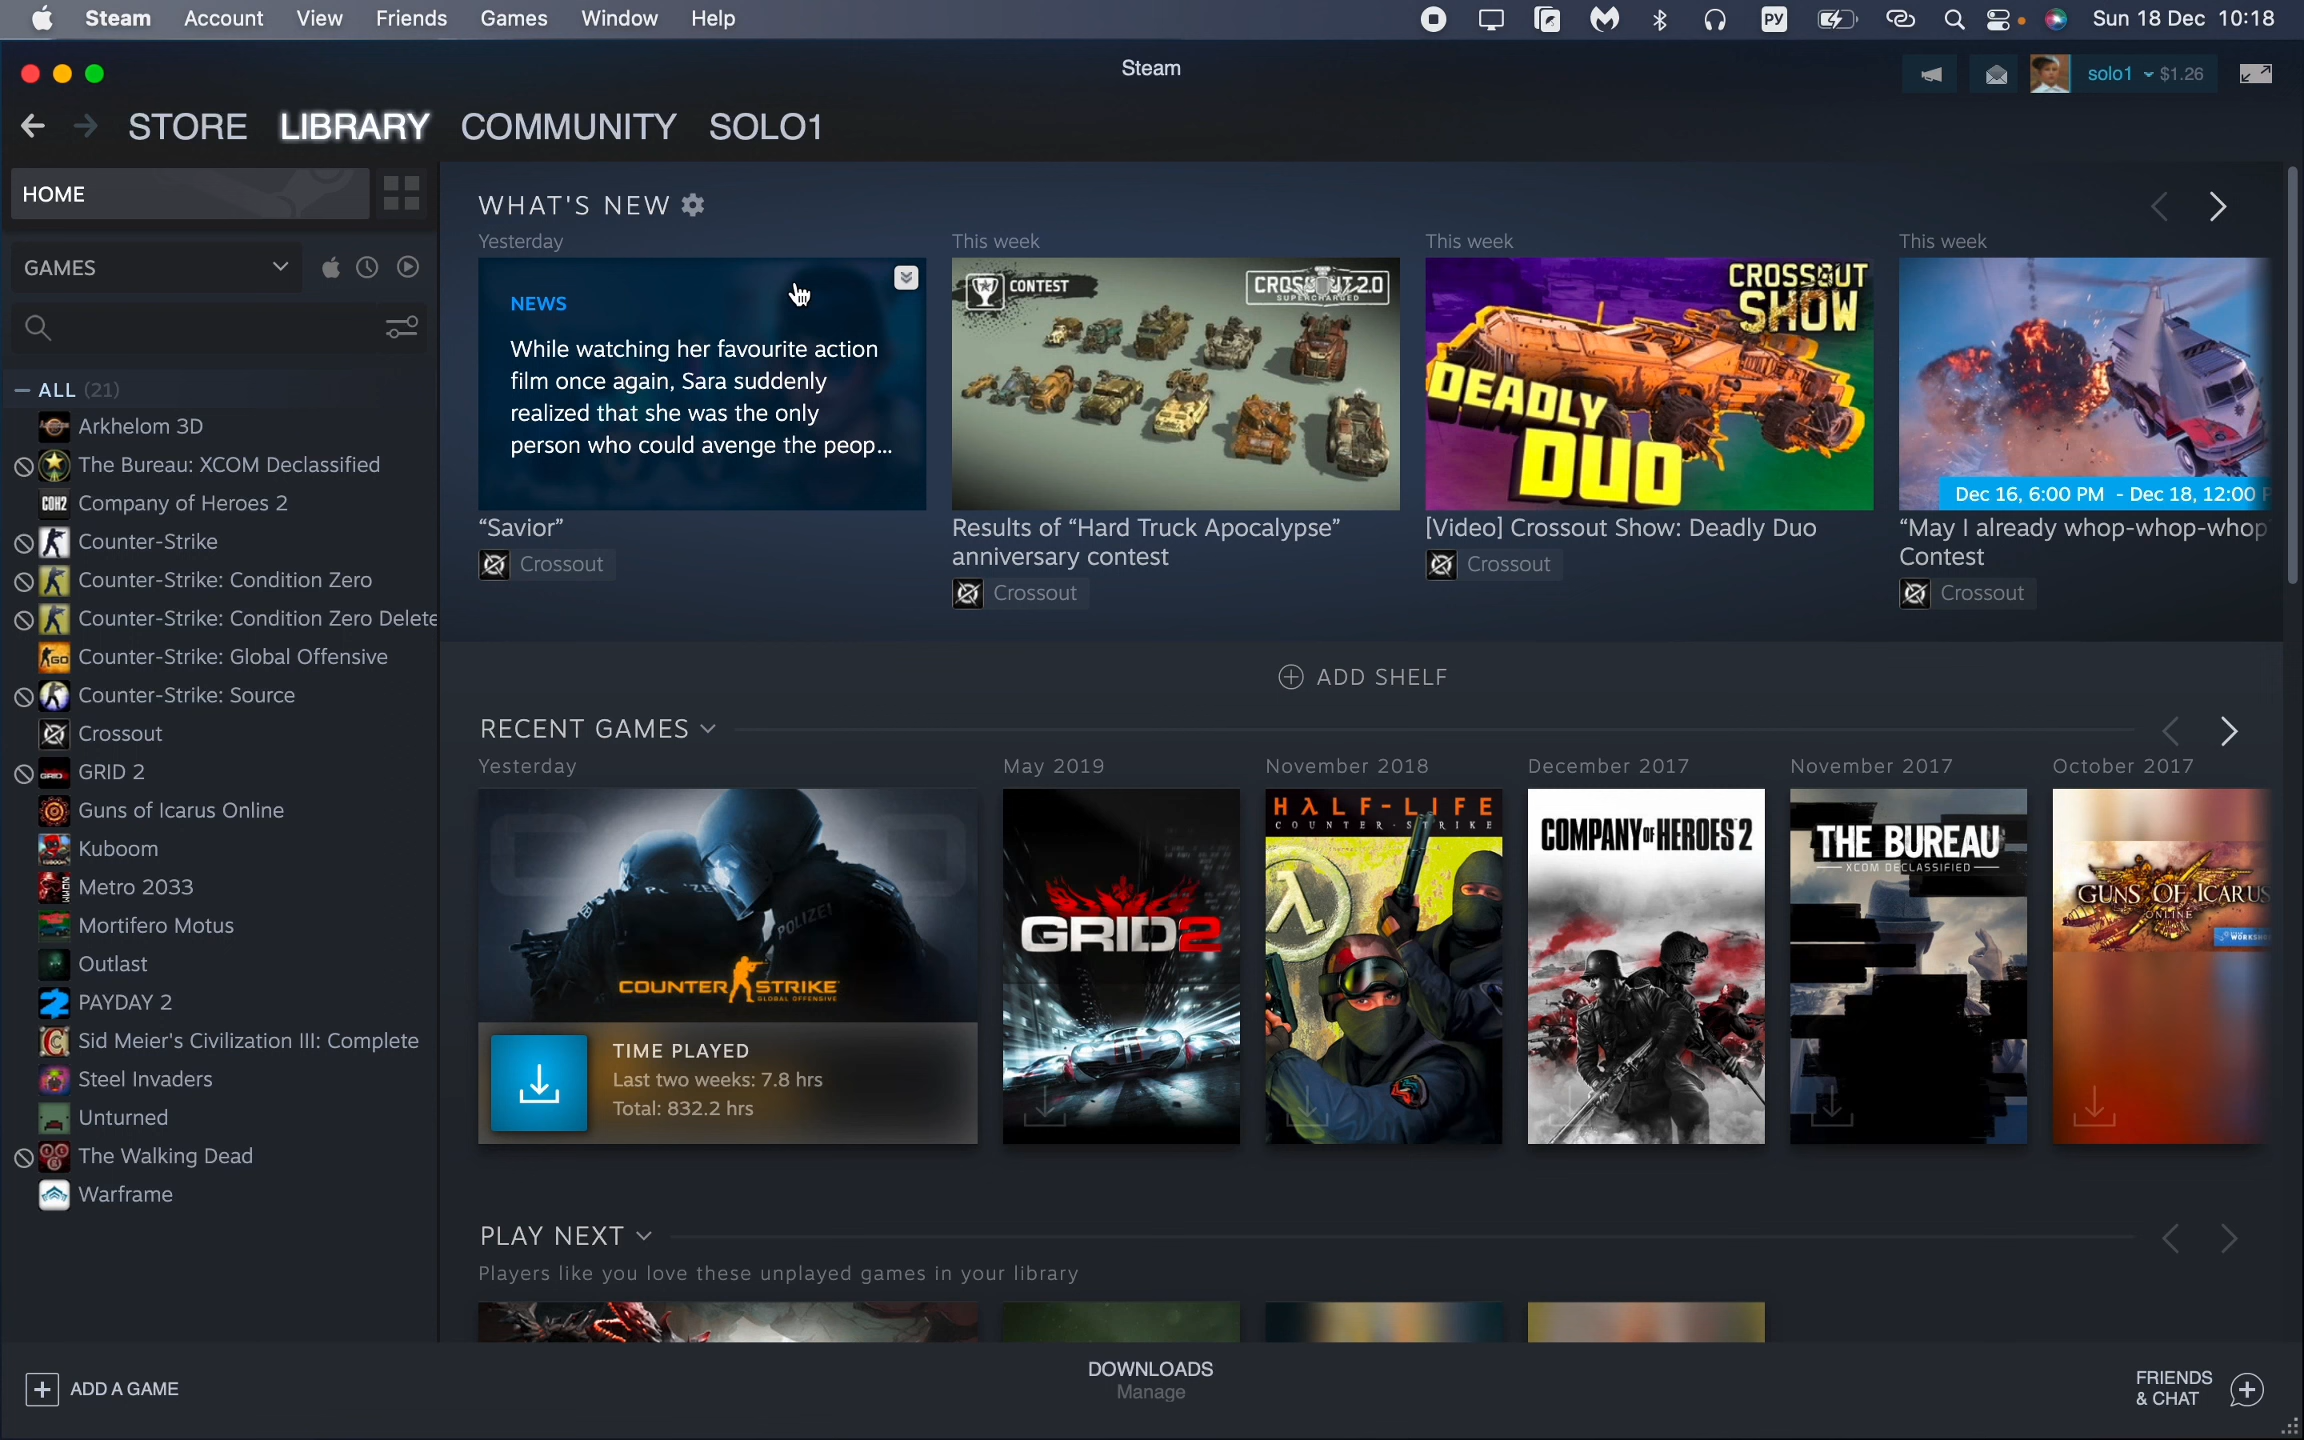 Steam Account View Friends Games Window Help РУ Sun 18 Dec 10:18
Steam
solo1 $1.26
STORE LIBRARY COMMUNITY SOLO1
HOME
GAMES
ALL (21)
Arkhelom 3D
The Bureau: XCOM Declassified
COH2 Company of Heroes 2
Counter-Strike
Counter-Strike: Condition Zero
Counter-Strike: Condition Zero Delete
GO Counter-Strike: Global Offensive
Counter-Strike: Source
Crossout
GRID 2
Guns of Icarus Online
Kuboom
Metro 2033
Mortifero Motus
Outlast
PAYDAY 2
Sid Meier's Civilization III: Complete
Steel Invaders
Unturned
The Walking Dead
Warframe
WHAT'S NEW
Yesterday
NEWS
While watching her favourite action
film once again, Sara suddenly
realized that she was the only
person who could avenge the peop...
“Savior”
Crossout
This week
CONTEST
CROSSOUT 2.0
SUPERCHARGED
Results of “Hard Truck Apocalypse”
anniversary contest
Crossout
This week
CROSSOUT
SHOW
DEADLY
DUO
[Video] Crossout Show: Deadly Duo
Crossout
This week
Dec 16, 6:00 PM - Dec 18, 12:00 P
“May I already whop-whop-whop
Contest
Crossout
ADD SHELF
RECENT GAMES
Yesterday
POLIZEI
COUNTER STRIKE
GLOBAL OFFENSIVE
TIME PLAYED
Last two weeks: 7.8 hrs
Total: 832.2 hrs
May 2019
GRID2
November 2018
HALF-LIFE
COUNTER-STRIKE
December 2017
COMPANY OF HEROES 2
November 2017
THE BUREAU
XCOM DECLASSIFIED
October 2017
GUNS OF ICARUS
ONLINE
PLAY NEXT
Players like you love these unplayed games in your library
ADD A GAME
DOWNLOADS
Manage
FRIENDS
& CHAT